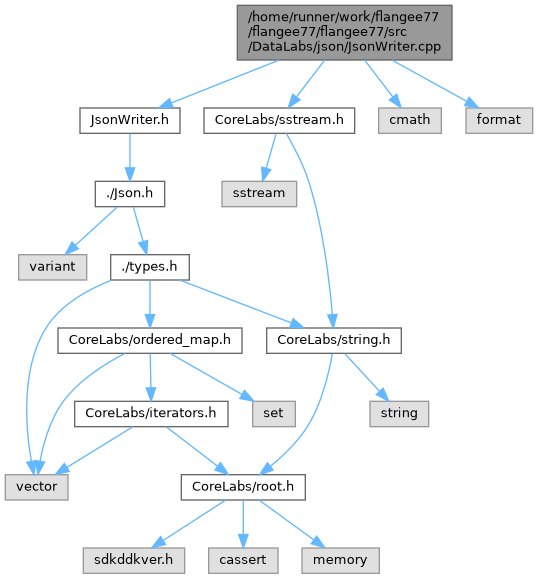 /home/runner/work/flangee77
/flangee77/flangee77/src
/DataLabs/json/JsonWriter.cpp
JsonWriter.h
CoreLabs/sstream.h
cmath
format
./Json.h
sstream
variant
./types.h
CoreLabs/ordered_map.h
CoreLabs/string.h
CoreLabs/iterators.h
set
string
vector
CoreLabs/root.h
sdkddkver.h
cassert
memory